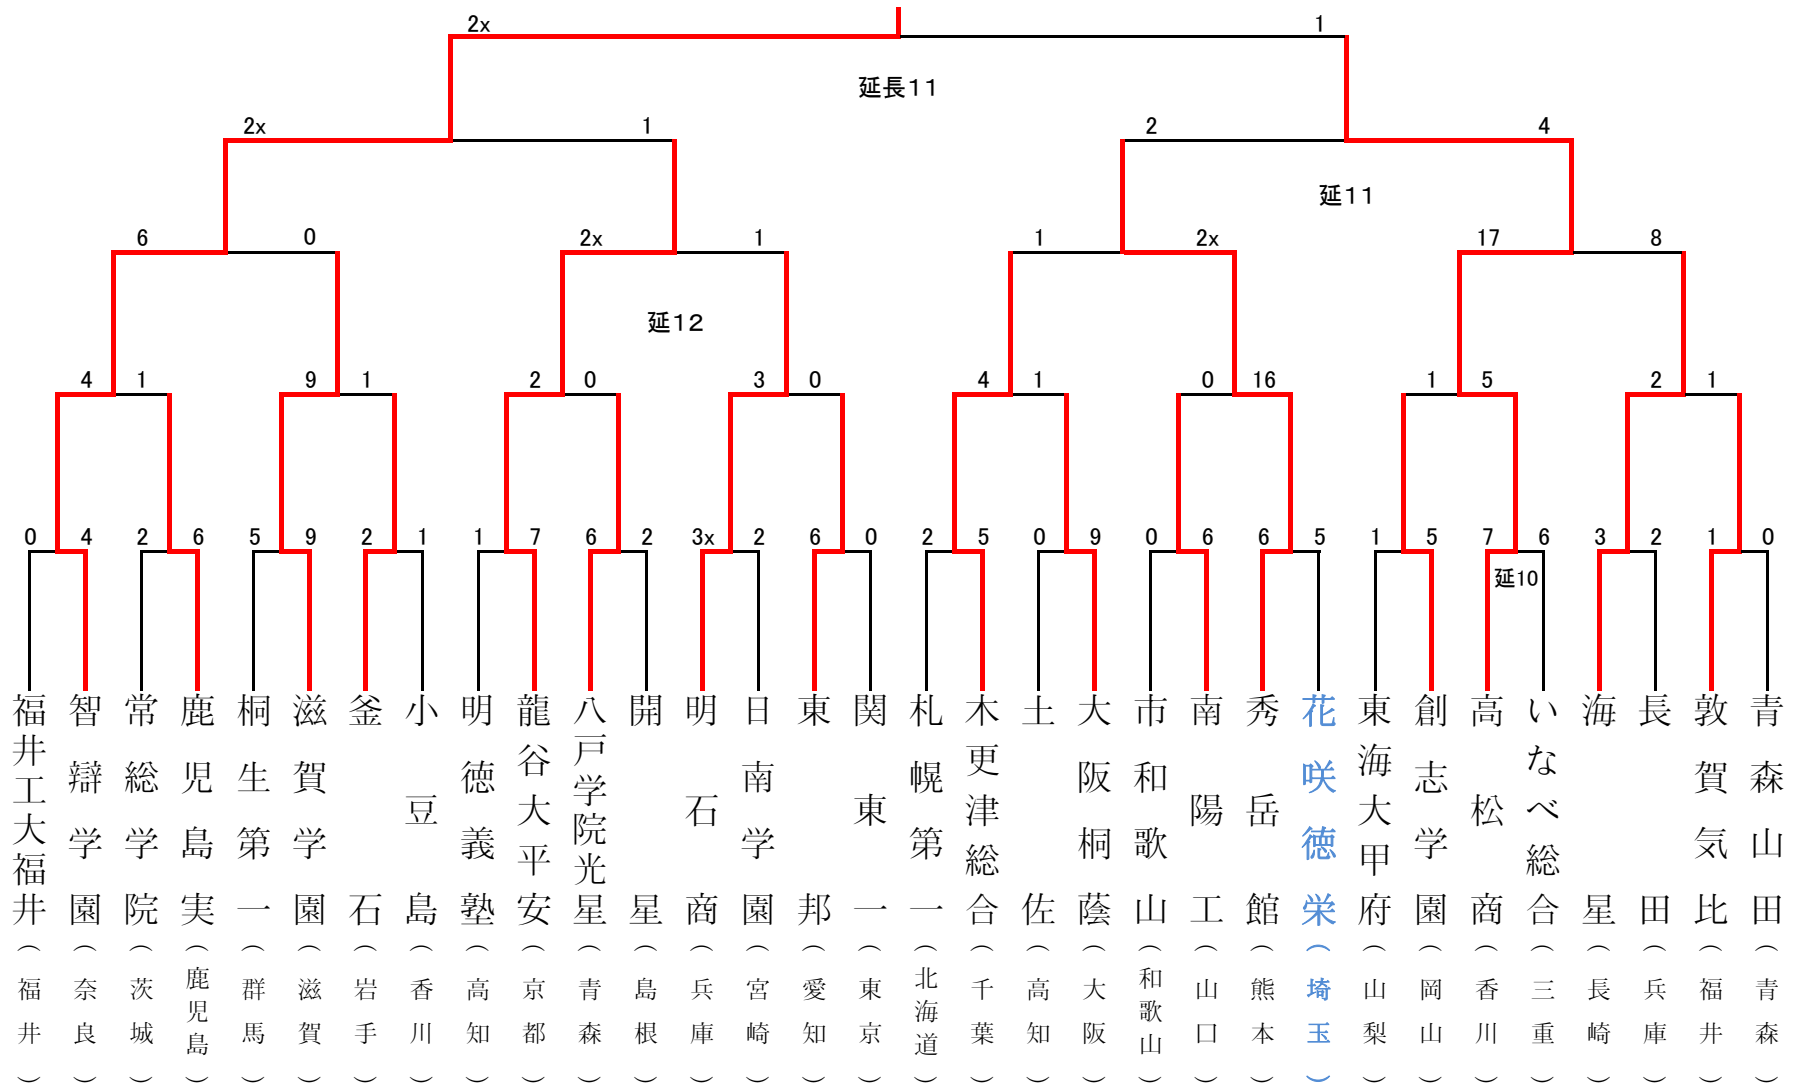 2x 1
延長11
2x 1 2 4
延11
6 0 2x 1 1 2x 17 8
延12
4 1 9 1 2 0 3 0 4 1 0 16 1 5 2 1
0 4 2 6 5 9 2 1 1 7 6 2 3x 2 6 0 2 5 0 9 0 6 6 5 1 5 7 6 3 2 1 0
延10
福井工大福井(福井)
智辯学園(奈良)
常総学院(茨城)
鹿児島実(鹿児島)
桐生第一(群馬)
滋賀学園(滋賀)
釜石(岩手)
小豆島(香川)
明徳義塾(高知)
龍谷大平安(京都)
八戸学院光星(青森)
開星(島根)
明石商(兵庫)
日南学園(宮崎)
東邦(愛知)
関東一(東京)
札幌第一(北海道)
木更津総合(千葉)
土佐(高知)
大阪桐蔭(大阪)
市和歌山(和歌山)
南陽工(山口)
秀岳館(熊本)
花咲徳栄(埼玉)
東海大甲府(山梨)
創志学園(岡山)
高松商(香川)
いなべ総合(三重)
海星(長崎)
長田(兵庫)
敦賀気比(福井)
青森山田(青森)